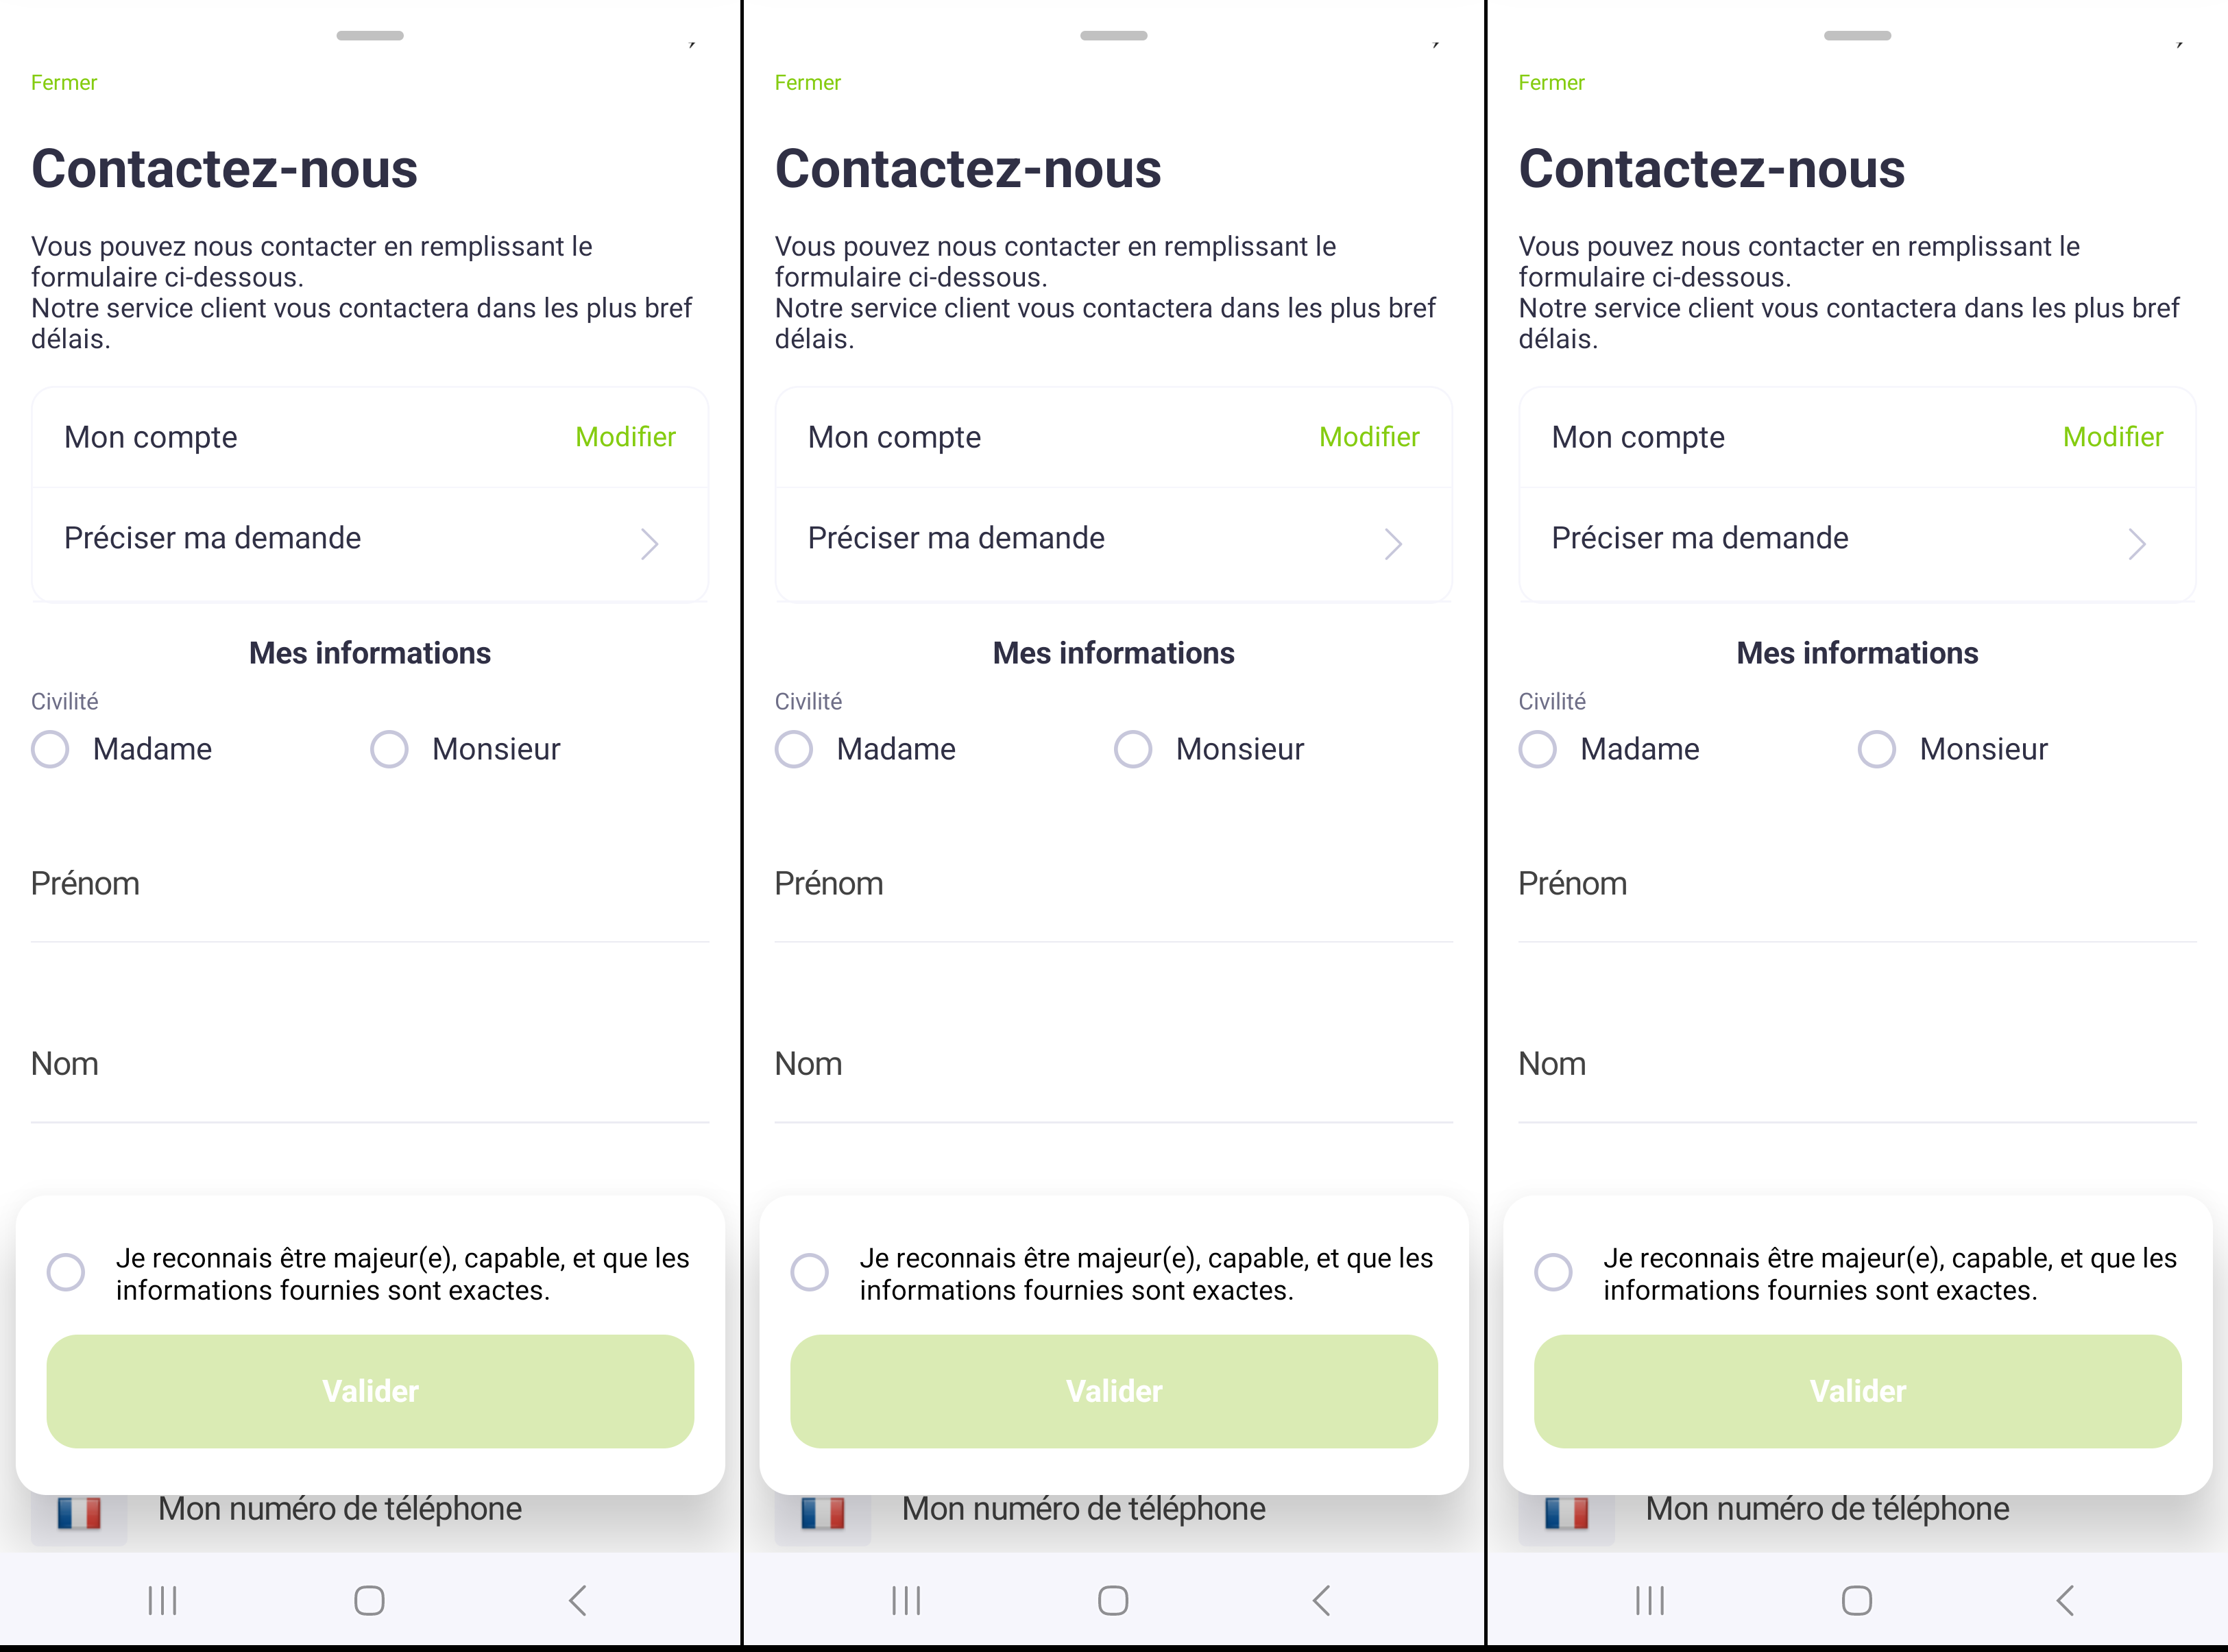 Fermer
Contactez-nous
Vous pouvez nous contacter en remplissant le
formulaire ci-dessous.
Notre service client vous contactera dans les plus bref
délais.
Mon compte Modifier
Préciser ma demande
Mes informations
Civilité
Madame Monsieur
Prénom
Nom
Je reconnais être majeur(e), capable, et que les
informations fournies sont exactes.
Valider
Mon numéro de téléphone
Fermer
Contactez-nous
Vous pouvez nous contacter en remplissant le
formulaire ci-dessous.
Notre service client vous contactera dans les plus bref
délais.
Mon compte Modifier
Préciser ma demande
Mes informations
Civilité
Madame Monsieur
Prénom
Nom
Je reconnais être majeur(e), capable, et que les
informations fournies sont exactes.
Valider
Mon numéro de téléphone
Fermer
Contactez-nous
Vous pouvez nous contacter en remplissant le
formulaire ci-dessous.
Notre service client vous contactera dans les plus bref
délais.
Mon compte Modifier
Préciser ma demande
Mes informations
Civilité
Madame Monsieur
Prénom
Nom
Je reconnais être majeur(e), capable, et que les
informations fournies sont exactes.
Valider
Mon numéro de téléphone